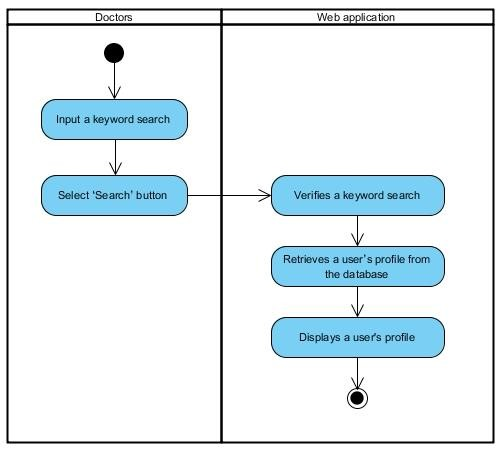 Doctors
Web application
Input a keyword search
Select ‘Search’ button
Verifies a keyword search
Retrieves a user’s profile from
the database
Displays a user's profile